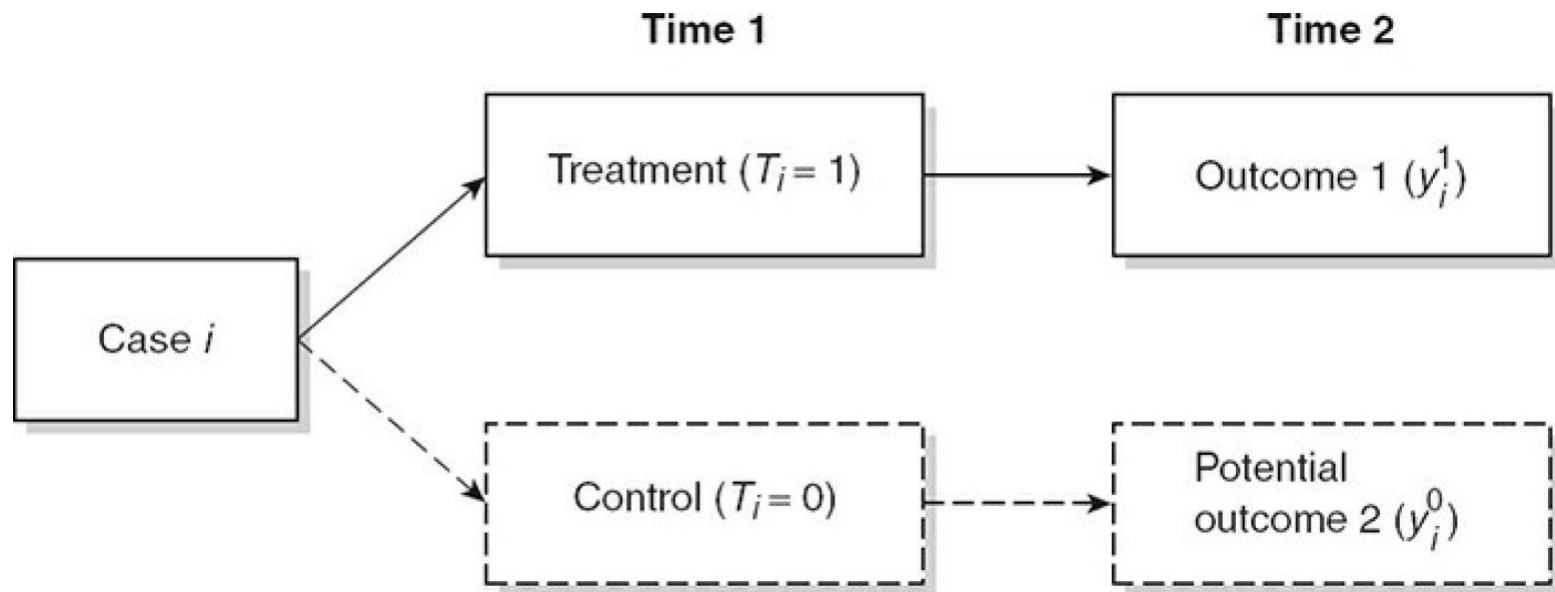 Time 1
Time 2
Treatment (Tᵢ = 1)
Outcome 1 (yᵢ¹)
Case i
Control (Tᵢ = 0)
Potential
outcome 2 (yᵢ⁰)